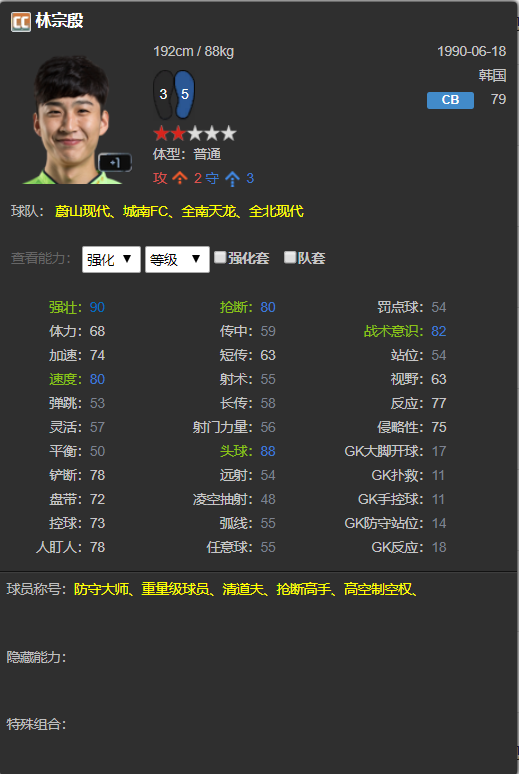 CC 林宗殷
192cm / 88kg 1990-06-18
韩国
3 5 CB 79
体型：普通
+1
攻 2 守 3
球队： 蔚山现代、城南FC、全南天龙、全北现代
查看能力： 强化 ▼ 等级 ▼ 强化套 队套
强壮：90 抢断：80 罚点球：54
体力：68 传中：59 战术意识：82
加速：74 短传：63 站位：54
速度：80 射术：55 视野：63
弹跳：53 长传：58 反应：77
灵活：57 射门力量：56 侵略性：75
平衡：50 头球：88 GK大脚开球：17
铲断：78 远射：54 GK扑救：11
盘带：72 凌空抽射：48 GK手控球：11
控球：73 弧线：55 GK防守站位：14
人盯人：78 任意球：55 GK反应：18
球员称号：防守大师、重量级球员、清道夫、抢断高手、高空制空权、
隐藏能力：
特殊组合：